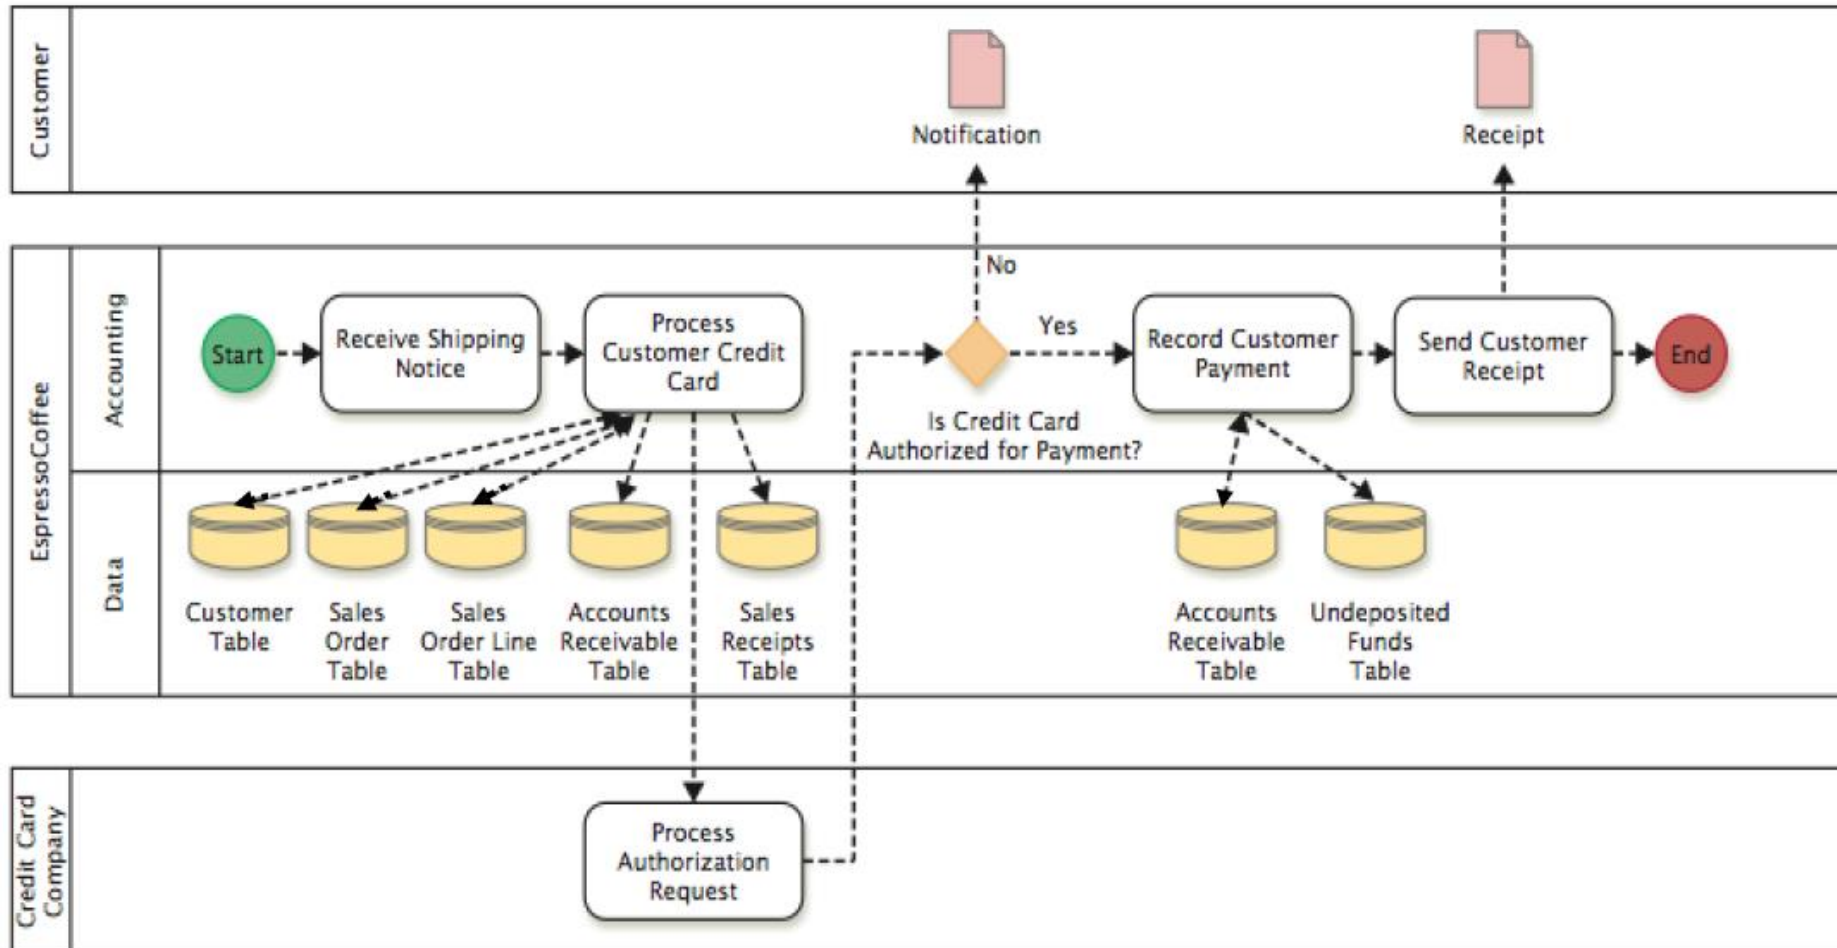 Customer
Notification
Receipt
EspressoCoffee
Accounting
Start
Receive Shipping
Notice
Process
Customer Credit
Card
No
Yes
Is Credit Card
Authorized for Payment?
Record Customer
Payment
Send Customer
Receipt
End
Data
Customer
Table
Sales
Order
Table
Sales
Order Line
Table
Accounts
Receivable
Table
Sales
Receipts
Table
Accounts
Receivable
Table
Undeposited
Funds
Table
Credit Card
Company
Process
Authorization
Request